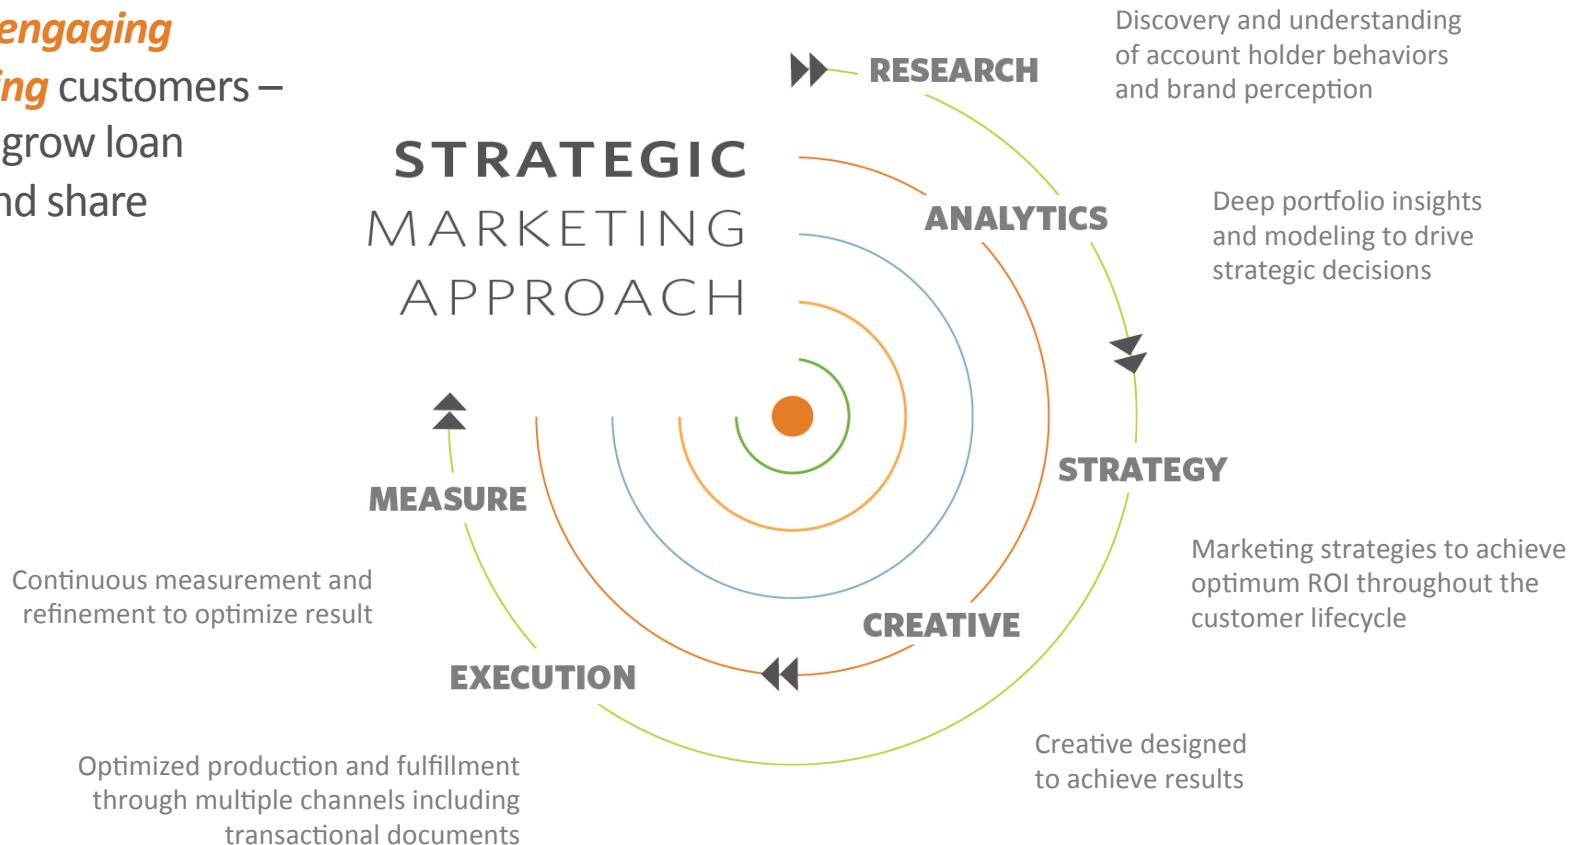 engaging
ing customers –
grow loan
nd share
STRATEGIC
MARKETING
APPROACH
RESEARCH
Discovery and understanding
of account holder behaviors
and brand perception
ANALYTICS
Deep portfolio insights
and modeling to drive
strategic decisions
STRATEGY
Marketing strategies to achieve
optimum ROI throughout the
customer lifecycle
CREATIVE
Creative designed
to achieve results
EXECUTION
Optimized production and fulfillment
through multiple channels including
transactional documents
MEASURE
Continuous measurement and
refinement to optimize result